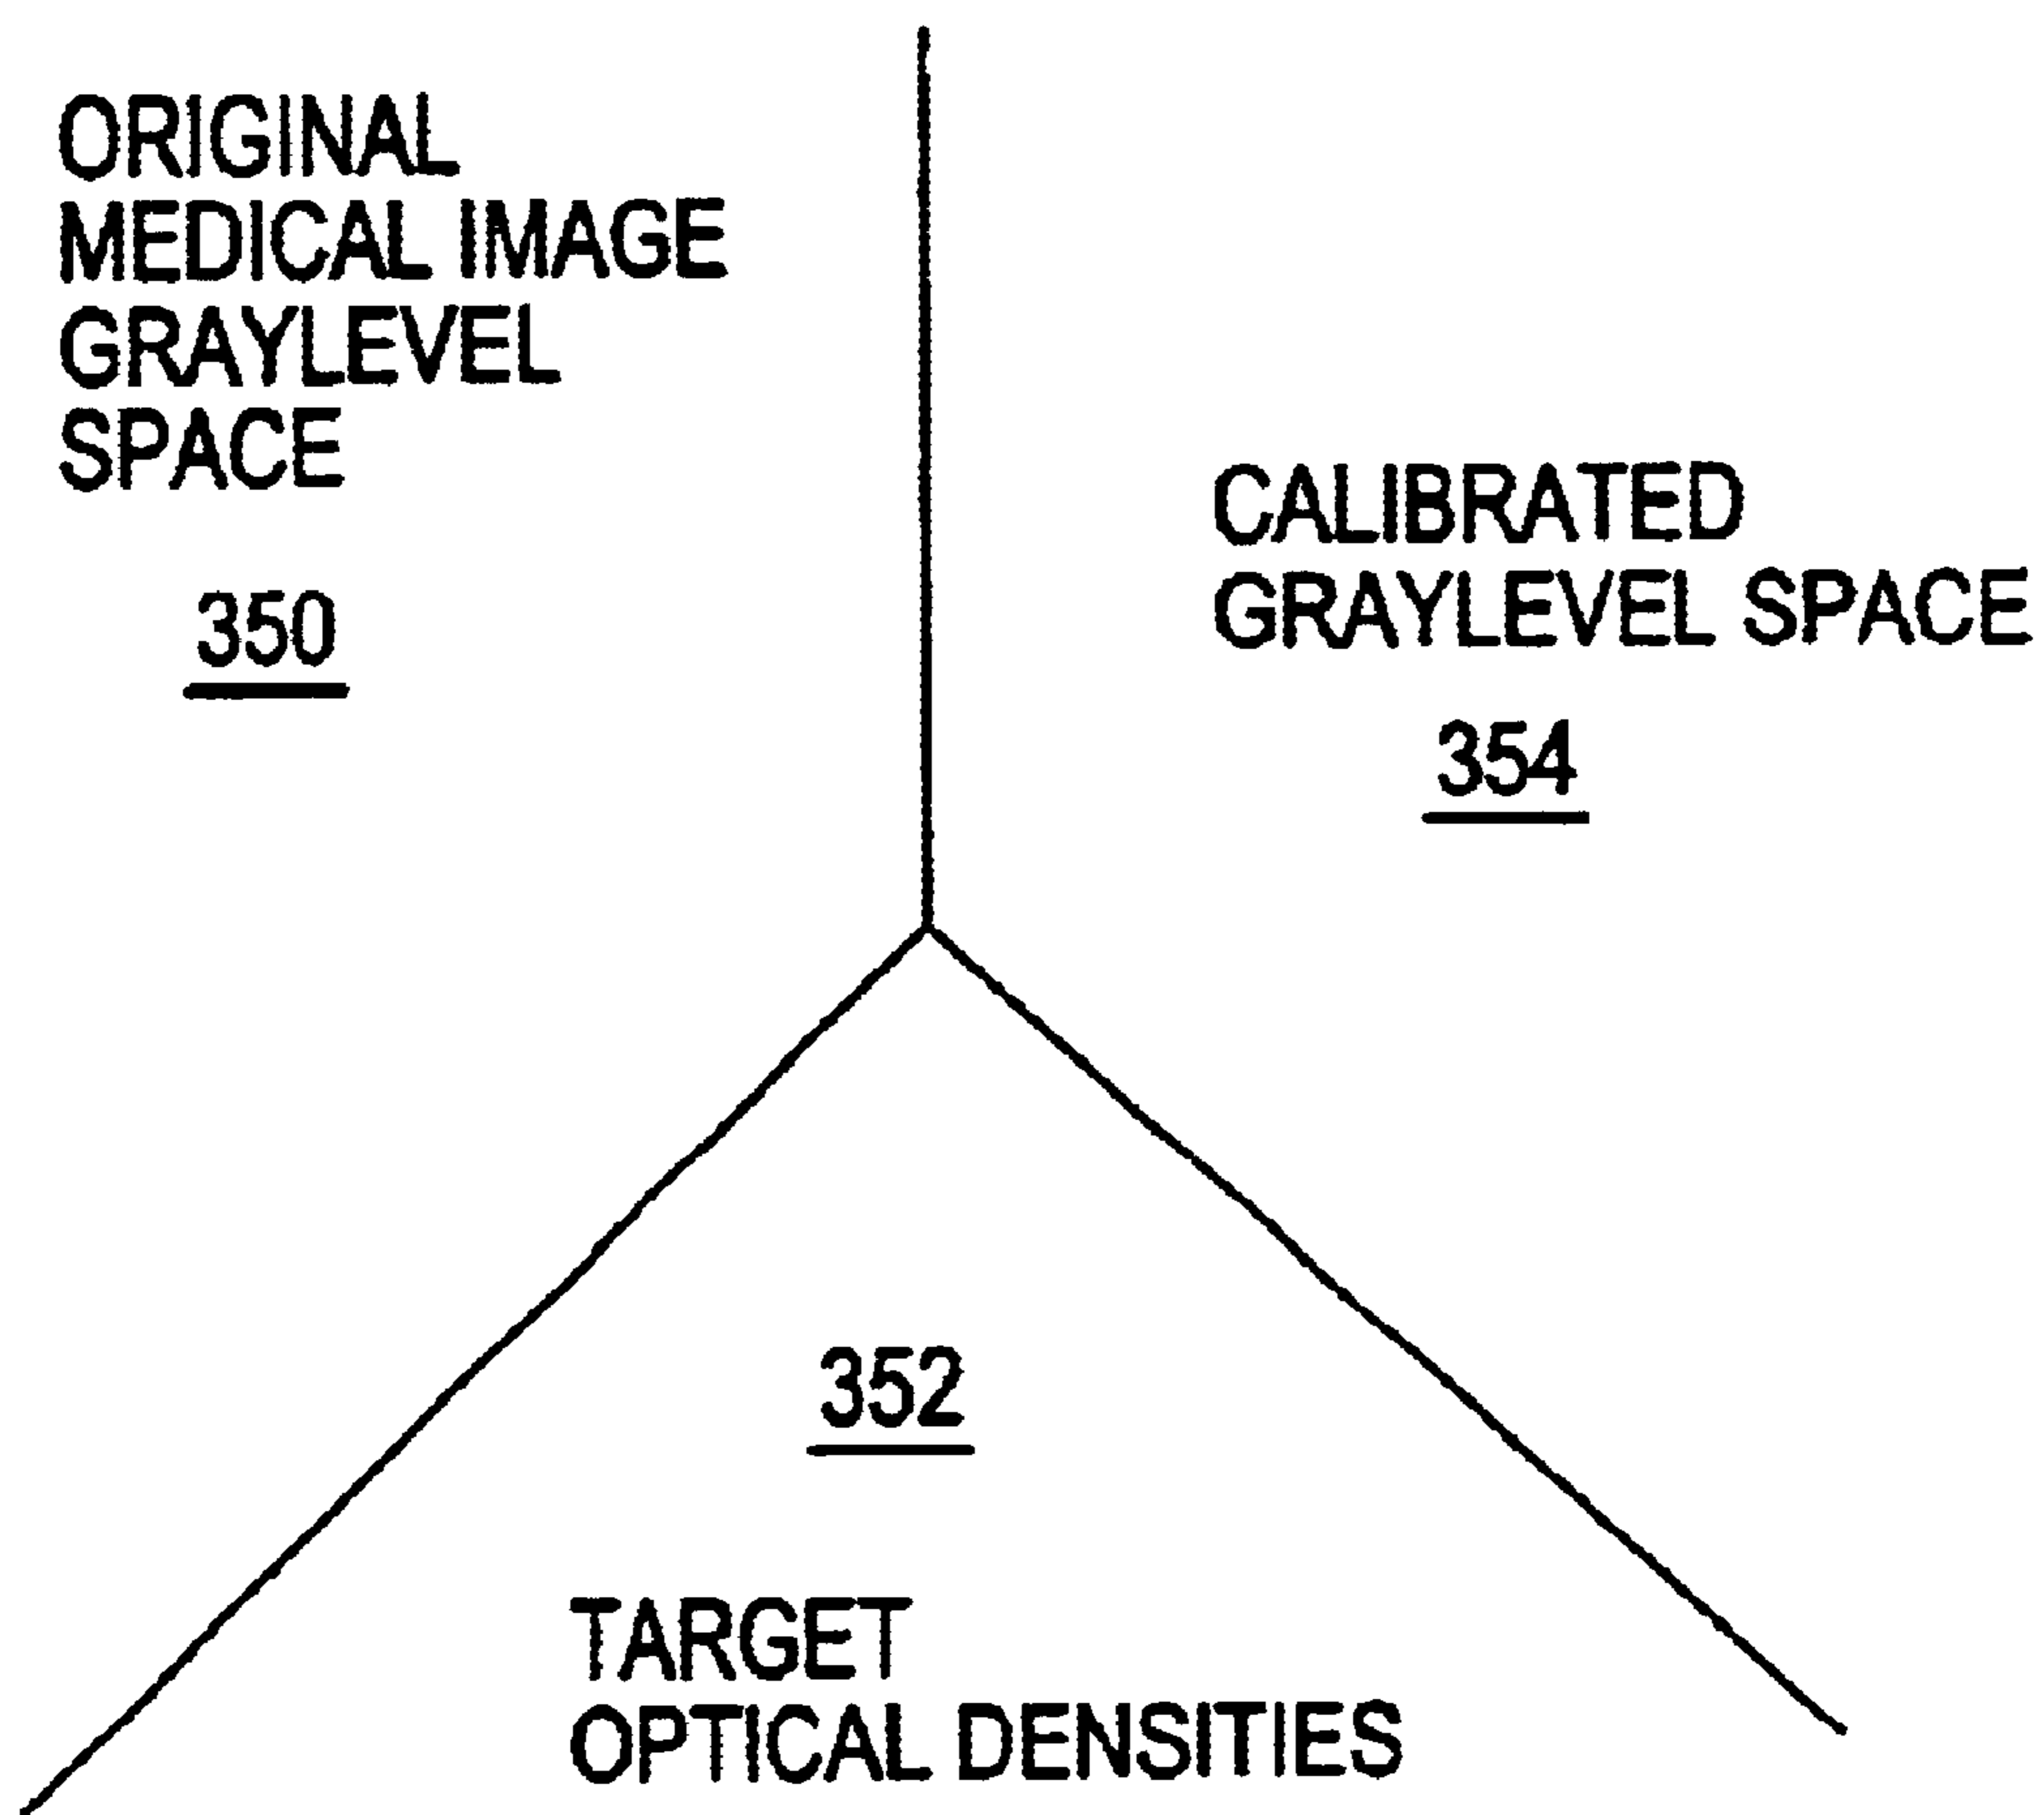 ORIGINAL
MEDICAL IMAGE
GRAYLEVEL
SPACE
350
CALIBRATED
GRAYLEVEL SPACE
354
352
TARGET
OPTICAL DENSITIES